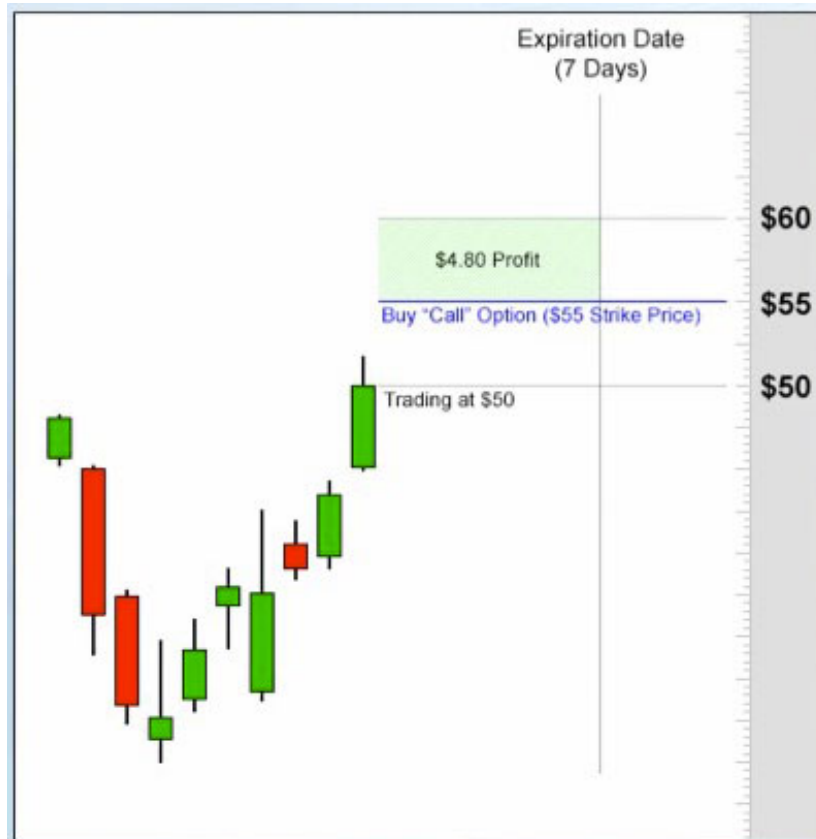 Expiration Date
(7 Days)
$60
$4.80 Profit
$55
Buy “Call” Option ($55 Strike Price)
$50
Trading at $50